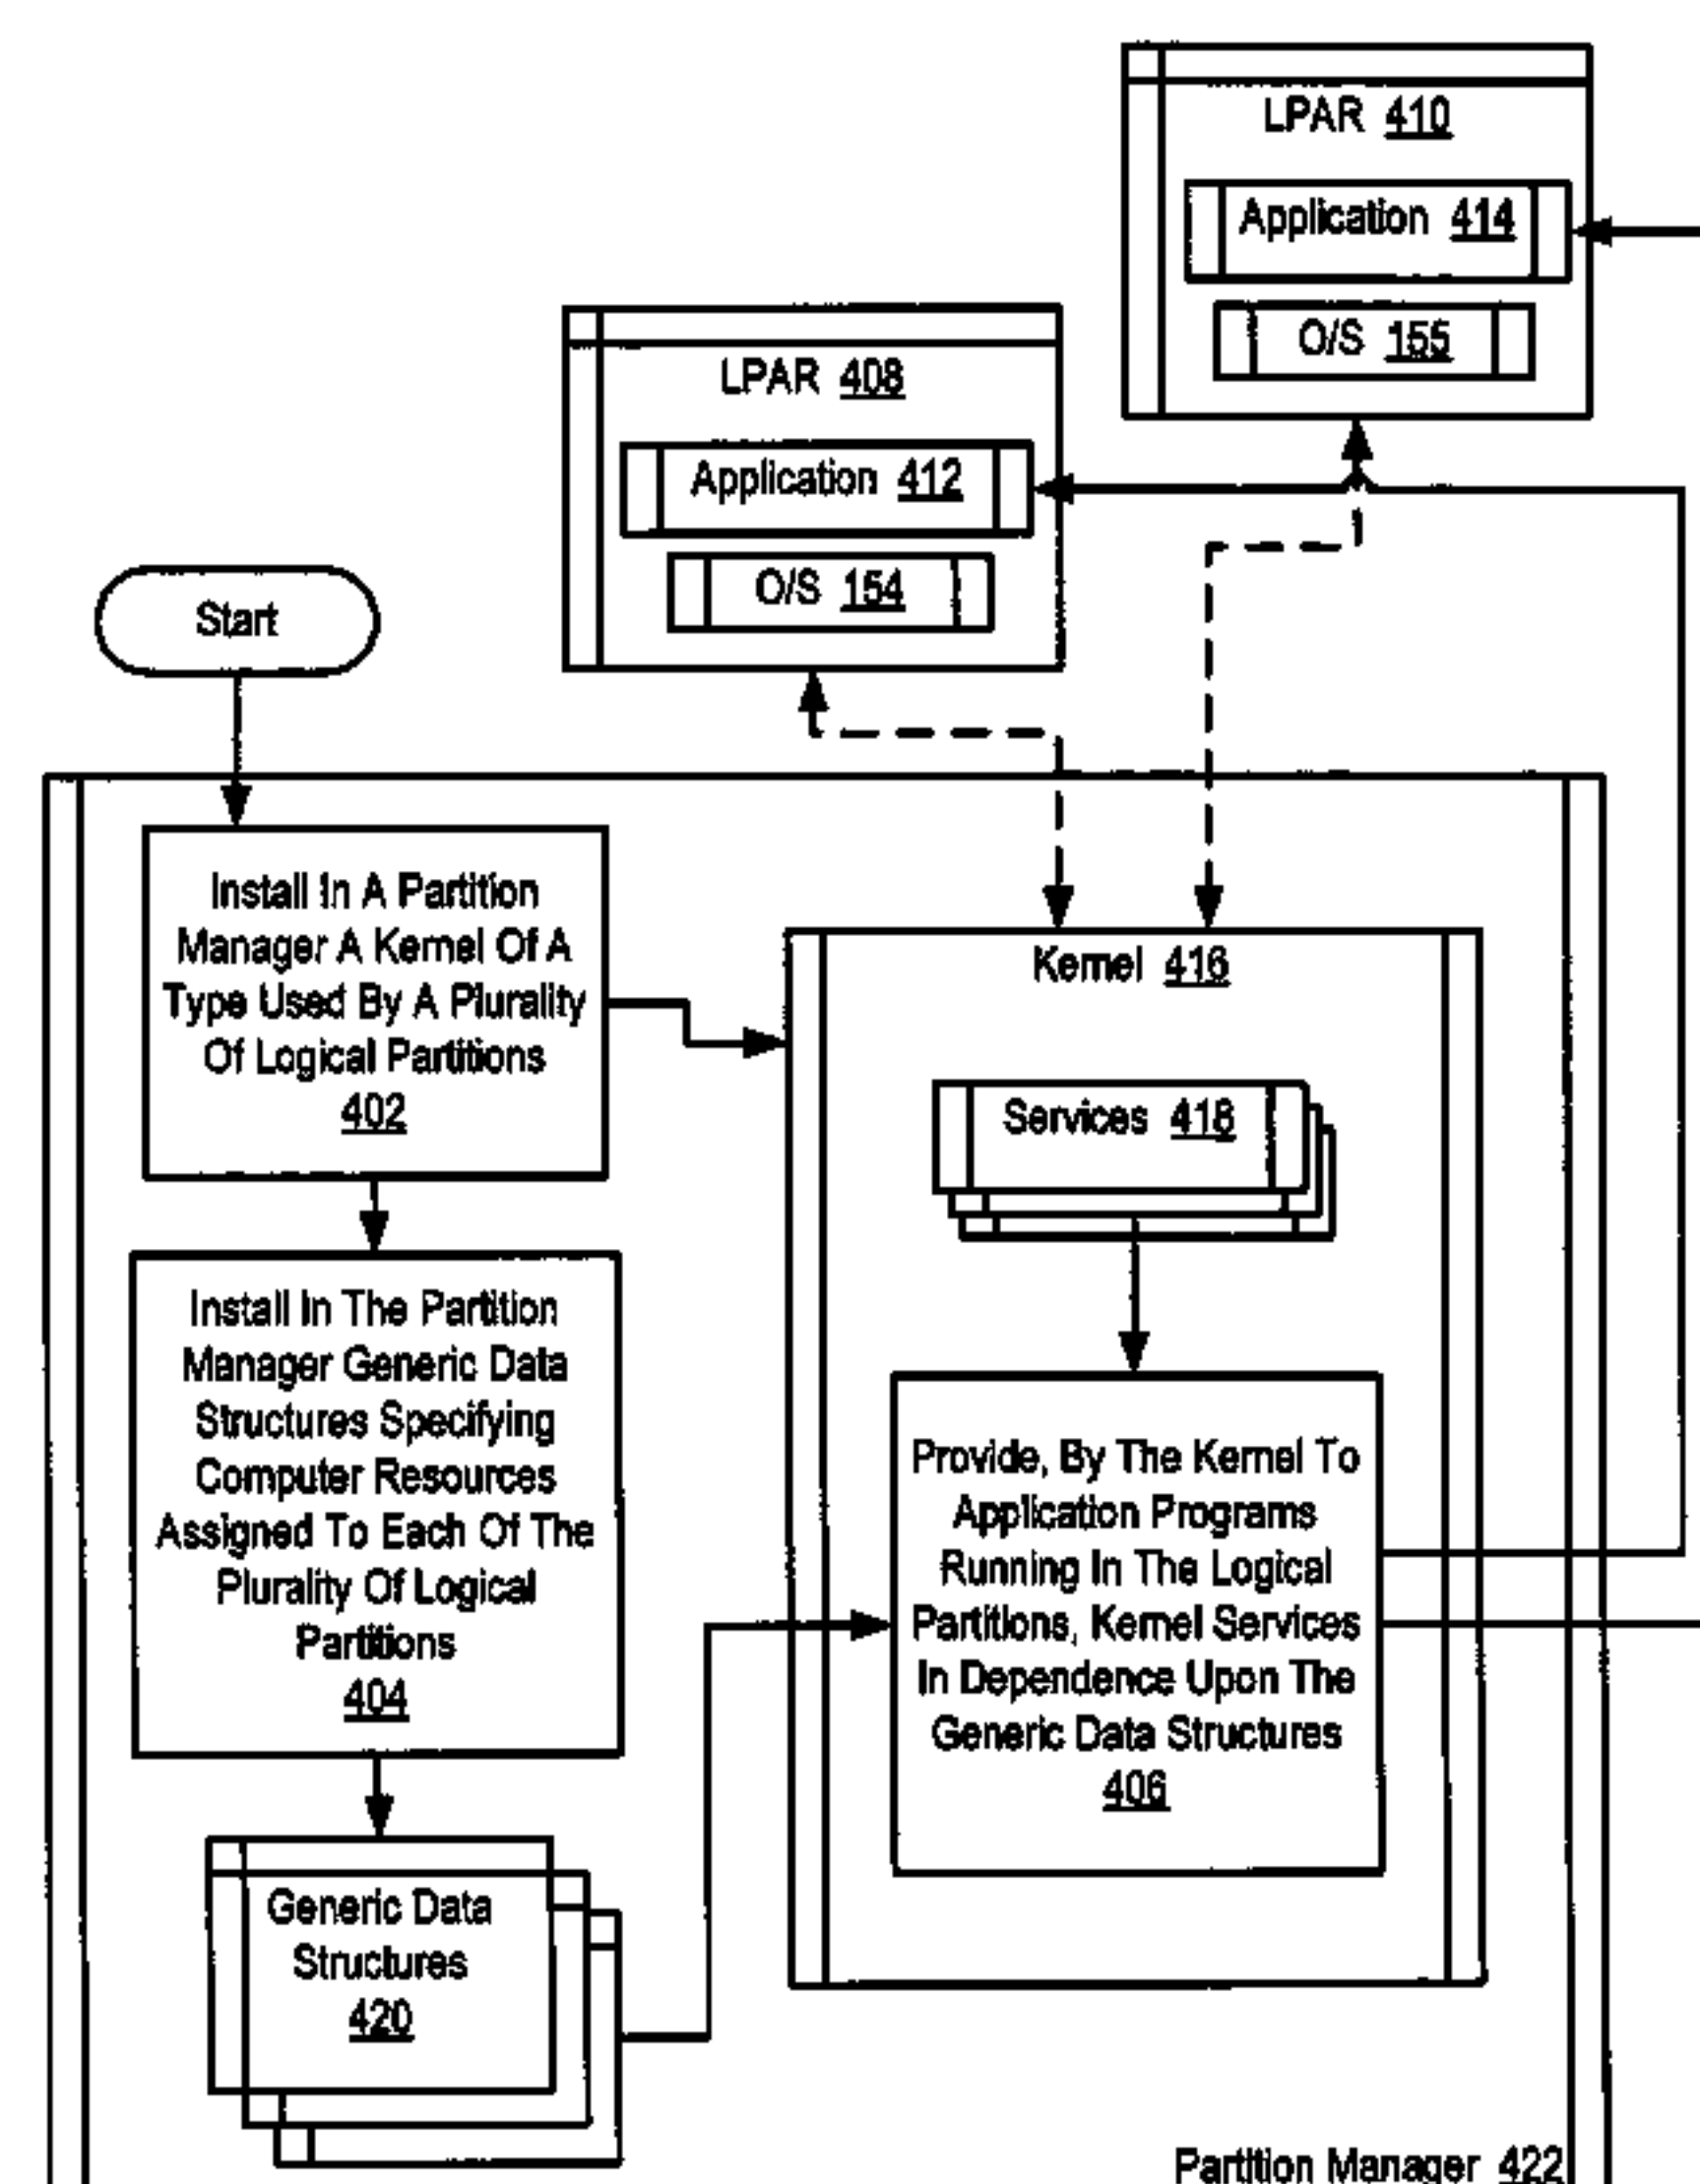 LPAR 410
Application 414
O/S 155
LPAR 408
Application 412
O/S 154
Start
Install In A Partition
Manager A Kernel Of A
Type Used By A Plurality
Of Logical Partitions
402
Kernel 416
Services 418
Install In The Partition
Manager Generic Data
Structures Specifying
Computer Resources
Assigned To Each Of The
Plurality Of Logical
Partitions
404
Provide, By The Kernel To
Application Programs
Running In The Logical
Partitions, Kernel Services
In Dependence Upon The
Generic Data Structures
406
Generic Data
Structures
420
Partition Manager 422